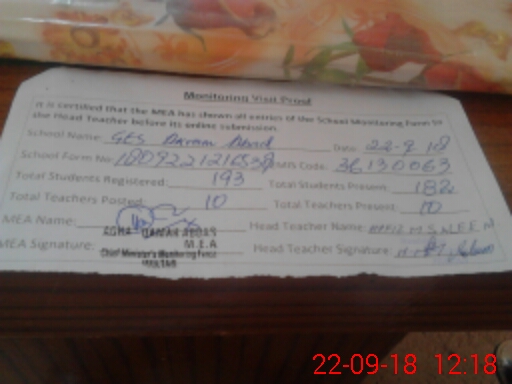 Monitoring Visit Proof
It is certified that the MEA has shown all entries of the School Monitoring Form to
the Head Teacher before its online submission.
School Name: GES Date: 22-9-18
School Form No: EMIS Code: 36130063
Total Students Registered: 193 Total Students Present: 182
Total Teachers Posted: 10 Total Teachers Present: 10
MEA Name: Head Teacher Name:
AGHA QAMAR ABBAS
MEA Signature: M.E.A Head Teacher Signature:
Chief Minister's Monitoring Force
22-09-18 12:18